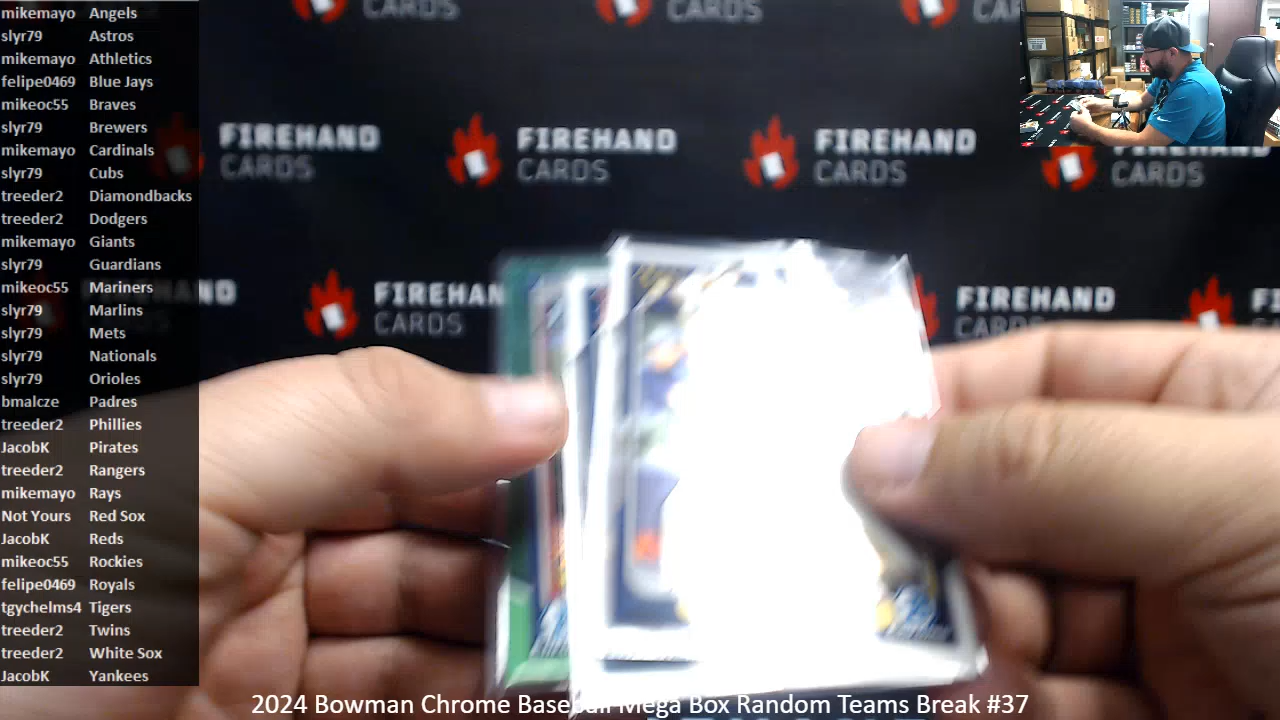 mikemayo Angels
slyr79 Astros
mikemayo Athletics
felipe0469 Blue Jays
mikeoc55 Braves
slyr79 Brewers
mikemayo Cardinals
slyr79 Cubs
treeder2 Diamondbacks
treeder2 Dodgers
mikemayo Giants
slyr79 Guardians
mikeoc55 Mariners
slyr79 Marlins
slyr79 Mets
slyr79 Nationals
slyr79 Orioles
bmalcze Padres
treeder2 Phillies
JacobK Pirates
treeder2 Rangers
mikemayo Rays
Not Yours Red Sox
JacobK Reds
mikeoc55 Rockies
felipe0469 Royals
tgychelms4 Tigers
treeder2 Twins
treeder2 White Sox
JacobK Yankees
CARDS CARDS
FIREHAND FIREHAND FIREHAND
CARDS CARDS CARDS CARDS
FIREHAN FIREHAND
CARDS CARDS
2024 Bowman Chrome Baseball Mega Box Random Teams Break #37